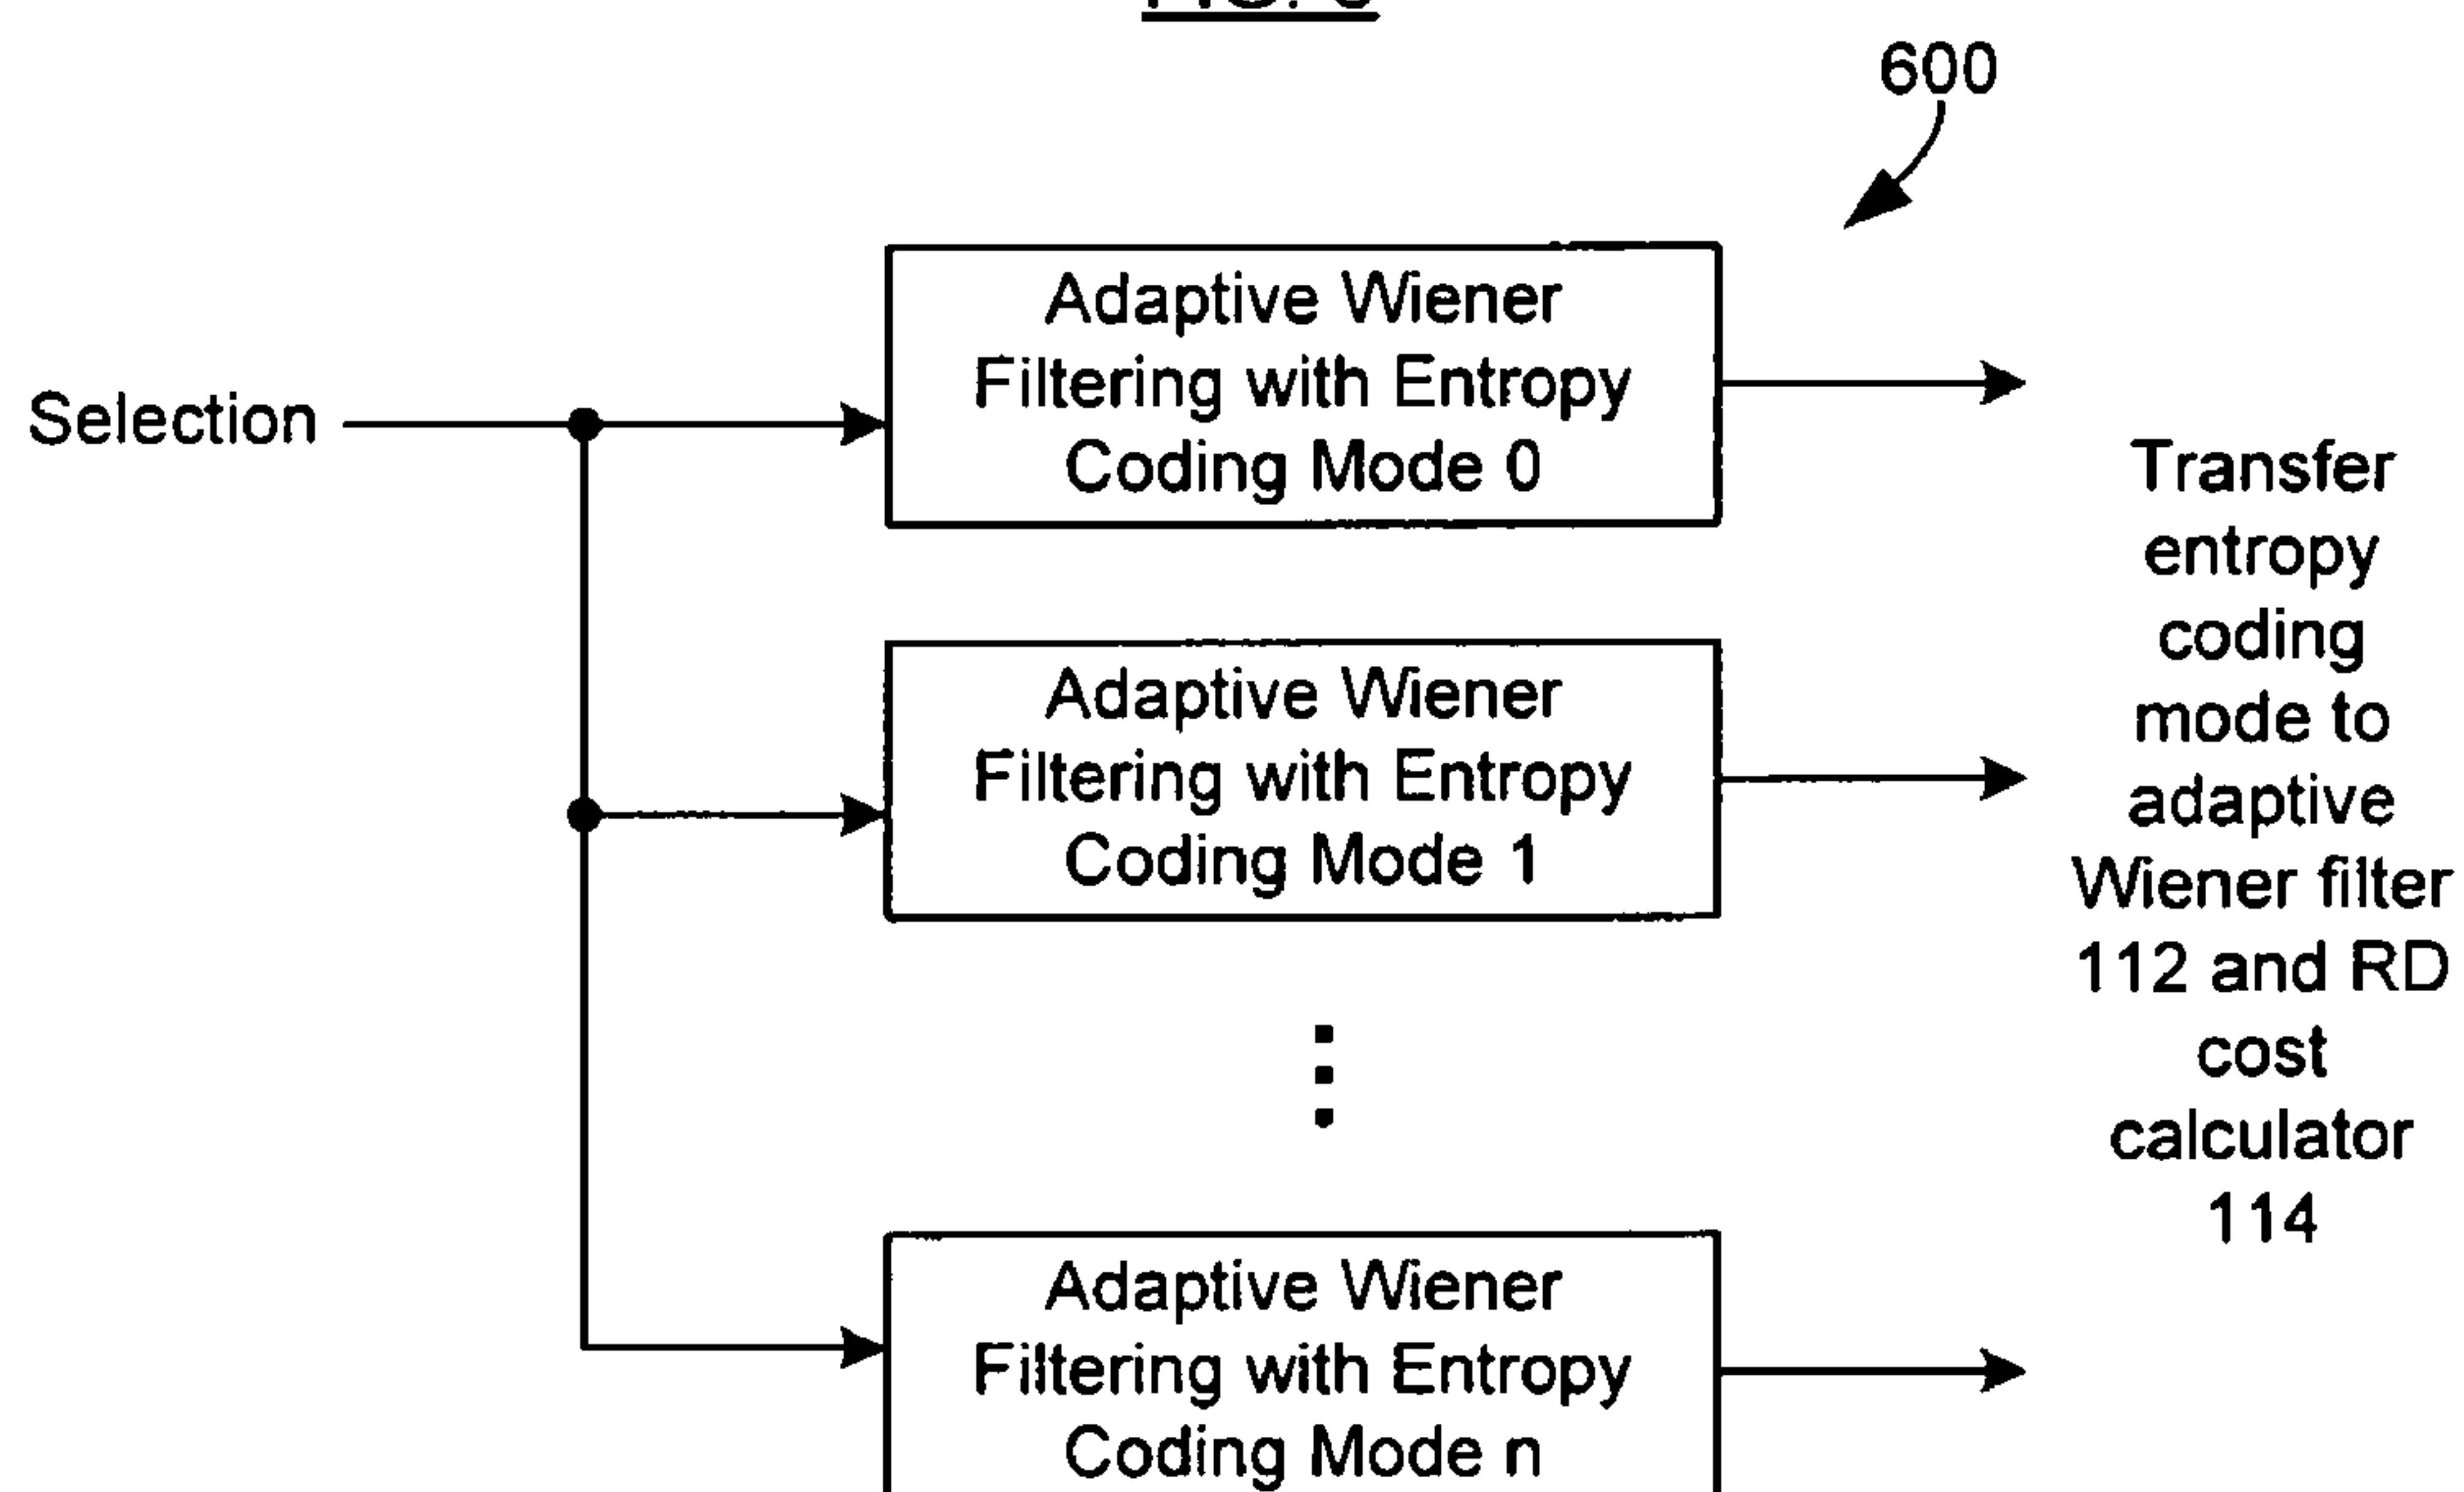 600
Adaptive Wiener
Filtering with Entropy
Coding Mode 0
Selection
Adaptive Wiener
Filtering with Entropy
Coding Mode 1
Adaptive Wiener
Filtering with Entropy
Coding Mode n
Transfer
entropy
coding
mode to
adaptive
Wiener filter
112 and RD
cost
calculator
114